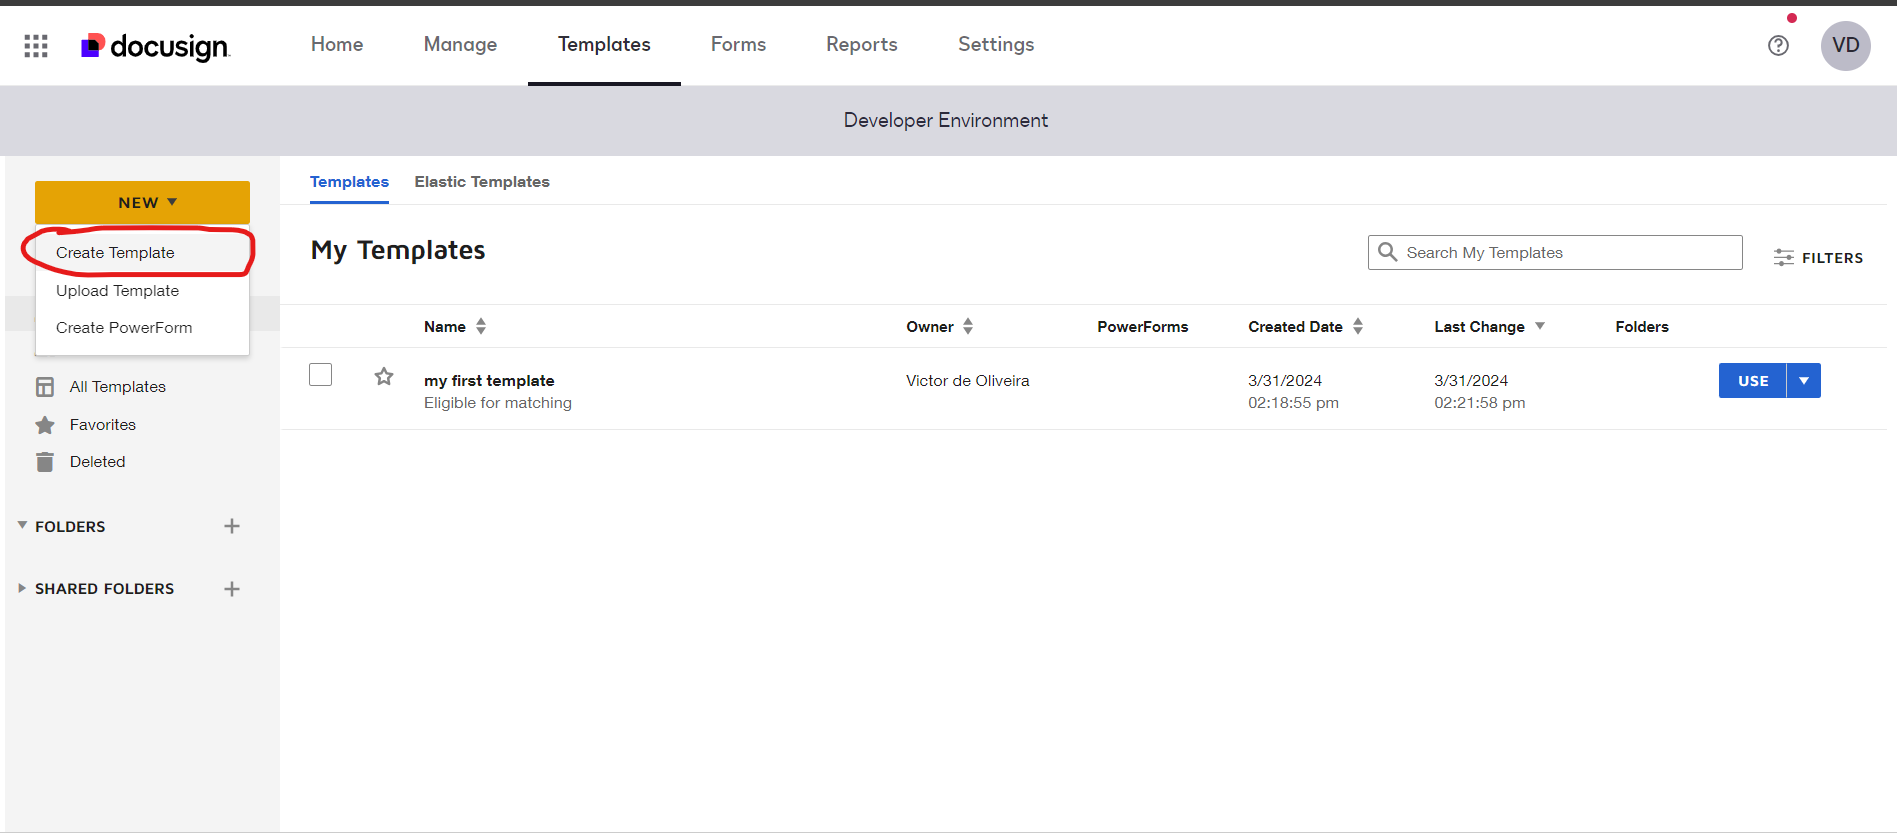 docusign
Home Manage Templates Forms Reports Settings
VD
Developer Environment
NEW
Create Template
Upload Template
Create PowerForm
All Templates
Favorites
Deleted
FOLDERS
SHARED FOLDERS
Templates Elastic Templates
My Templates
Search My Templates
FILTERS
Name Owner PowerForms Created Date Last Change Folders
my first template Victor de Oliveira 3/31/2024 3/31/2024 USE
Eligible for matching 02:18:55 pm 02:21:58 pm